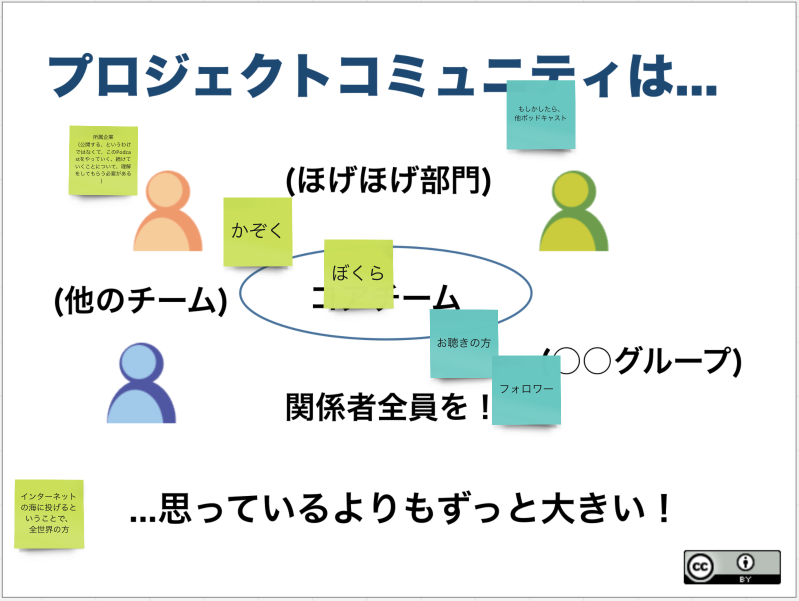 プロジェクトコミュニティは...
もしかしたら、
他ポッドキャスト
所属企業
(公開する、というわけ
ではなくて、このPodca
stをやっていく、続けて
いくことについて、理解
をしてもらう必要がある
)
(ほげほげ部門)
かぞく
ぼくら
(他のチーム)
コアチーム
お聴きの方
(○○グループ)
フォロワー
関係者全員を！
インターネット
の海に投げると
いうことで、
全世界の方
...思っているよりもずっと大きい！
cc
BY